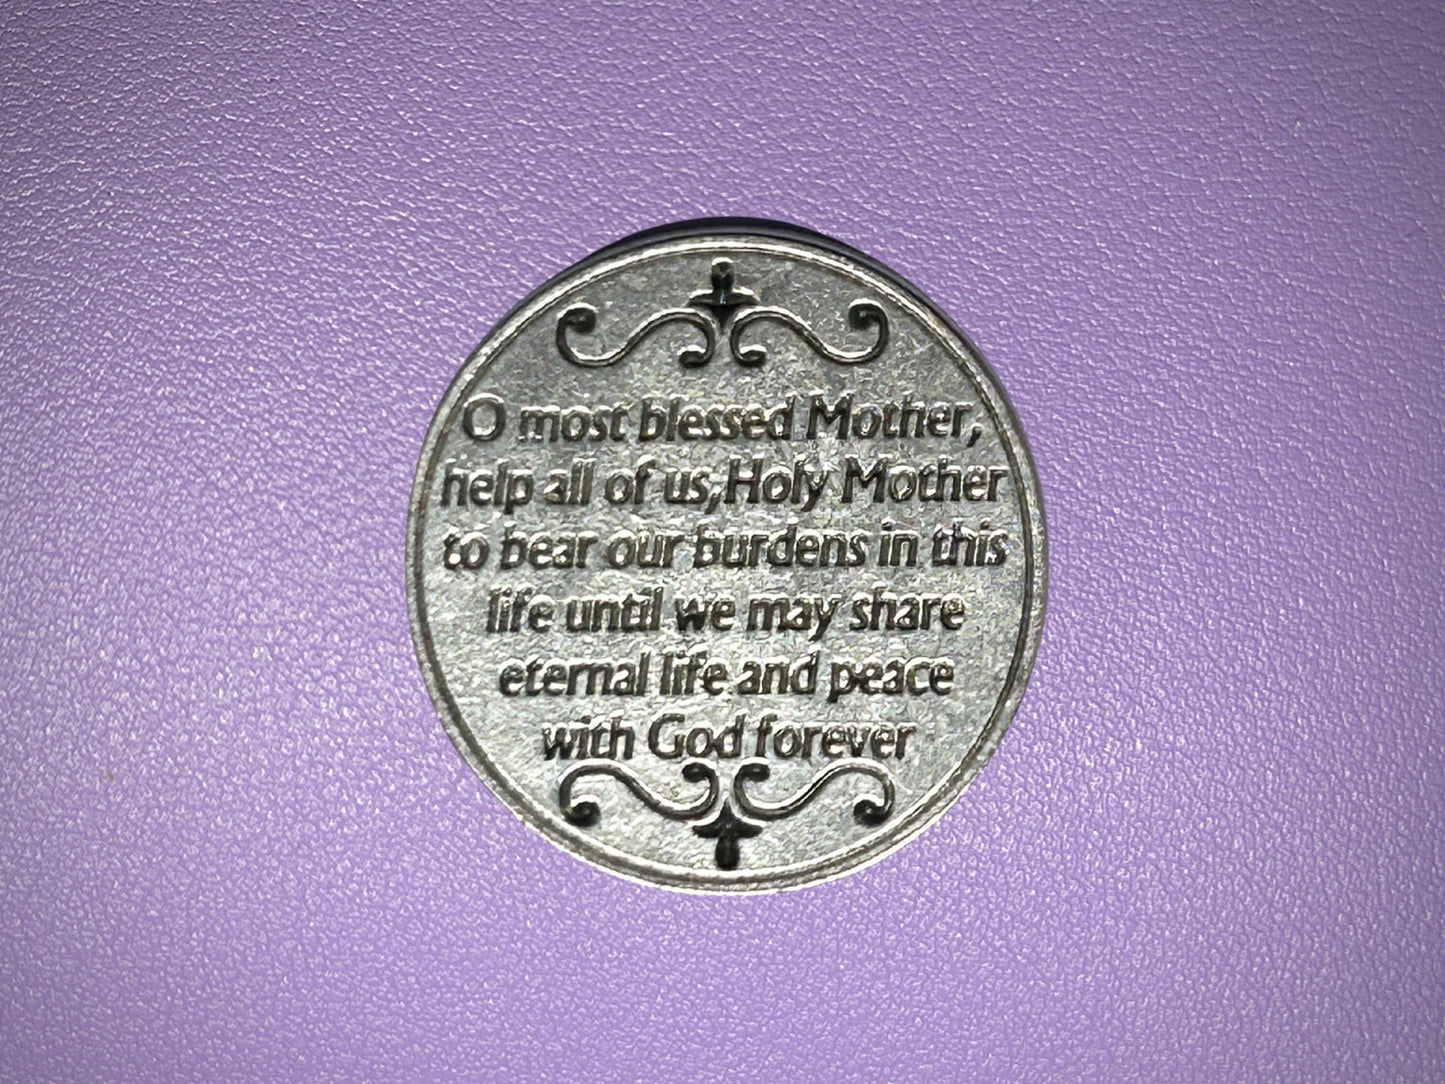 O most blessed Mother,
help all of us, Holy Mother
to bear our burdens in this
life until we may share
eternal life and peace
with God forever